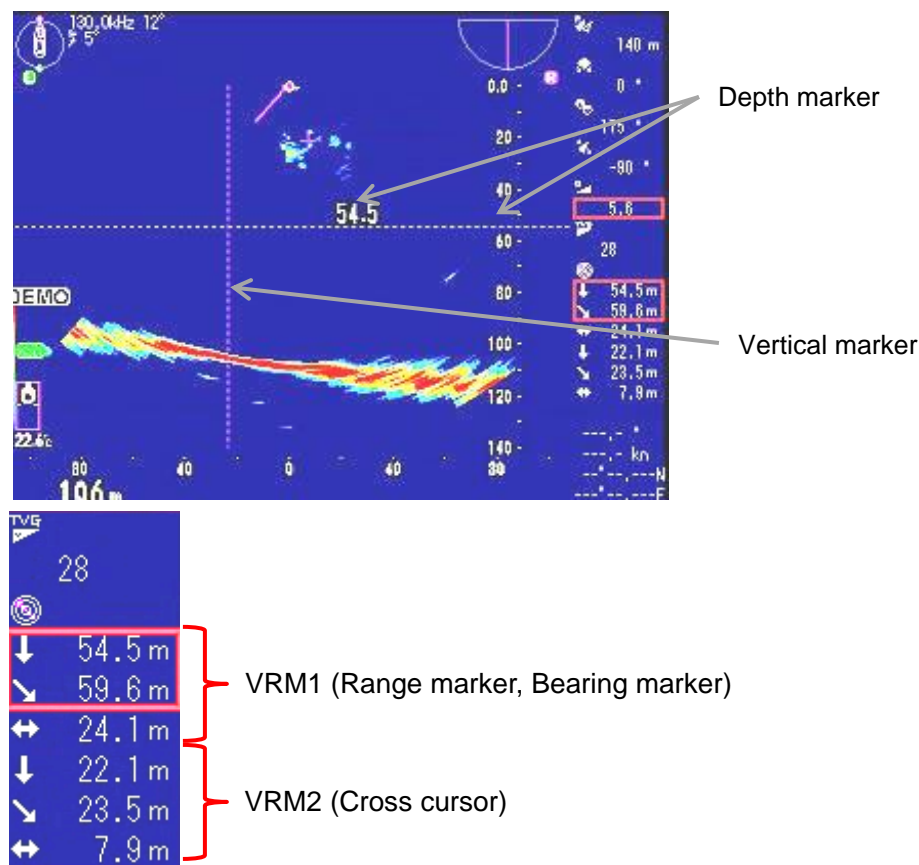 130.0kHz 12°
5°
140 m
0.0 -
0 °
Depth marker
175 °
20 -
-90 °
40 -
54.5
5.6
60 -
28
DEMO
80 -
54.5m
59.6m
24.1m
Vertical marker
100 -
22.1m
23.5m
120 -
7.9m
22.6℃
140 -
---.- °
---.- kn
80 40 0 40 80
196 m
--°--.---N
---°--.---E
TVG
28
54.5 m
59.6 m
VRM1 (Range marker, Bearing marker)
24.1 m
22.1 m
23.5 m
VRM2 (Cross cursor)
7.9 m